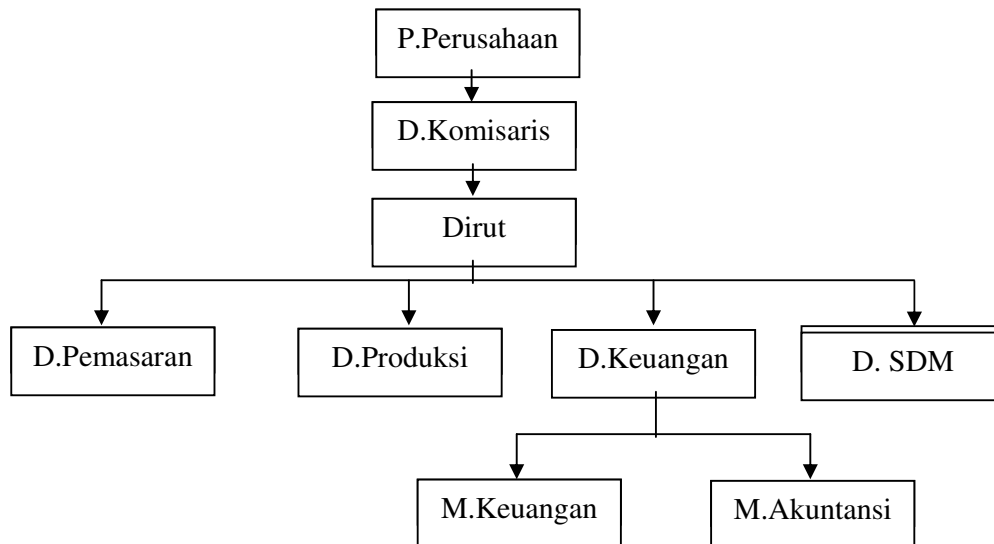 P.Perusahaan
D.Komisaris
Dirut
D.Pemasaran
D.Produksi
D.Keuangan
D. SDM
M.Keuangan
M.Akuntansi